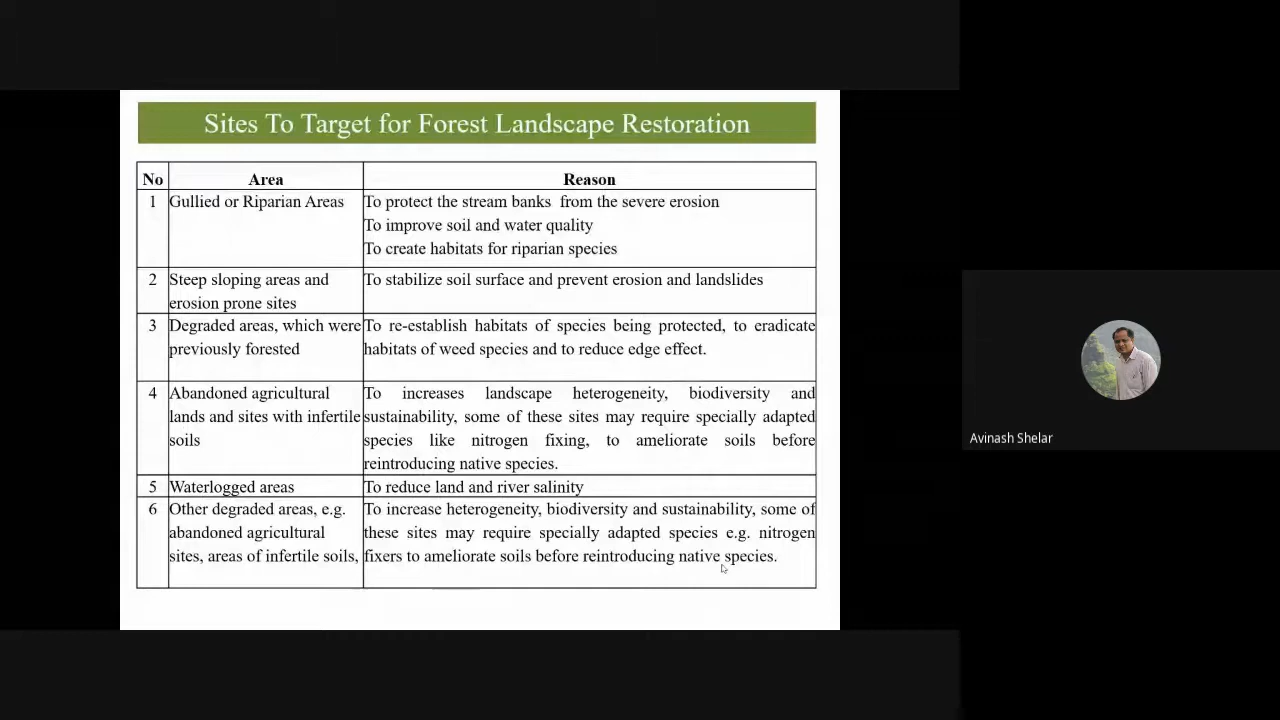 Sites To Target for Forest Landscape Restoration
No Area Reason
1 Gullied or Riparian Areas To protect the stream banks from the severe erosion
To improve soil and water quality
To create habitats for riparian species
2 Steep sloping areas and To stabilize soil surface and prevent erosion and landslides
erosion prone sites
3 Degraded areas, which were To re-establish habitats of species being protected, to eradicate
previously forested habitats of weed species and to reduce edge effect.
4 Abandoned agricultural To increases landscape heterogeneity, biodiversity and
lands and sites with infertile sustainability, some of these sites may require specially adapted
soils species like nitrogen fixing, to ameliorate soils before
reintroducing native species.
5 Waterlogged areas To reduce land and river salinity
6 Other degraded areas, e.g. To increase heterogeneity, biodiversity and sustainability, some of
abandoned agricultural these sites may require specially adapted species e.g. nitrogen
sites, areas of infertile soils, fixers to ameliorate soils before reintroducing native species.
Avinash Shelar